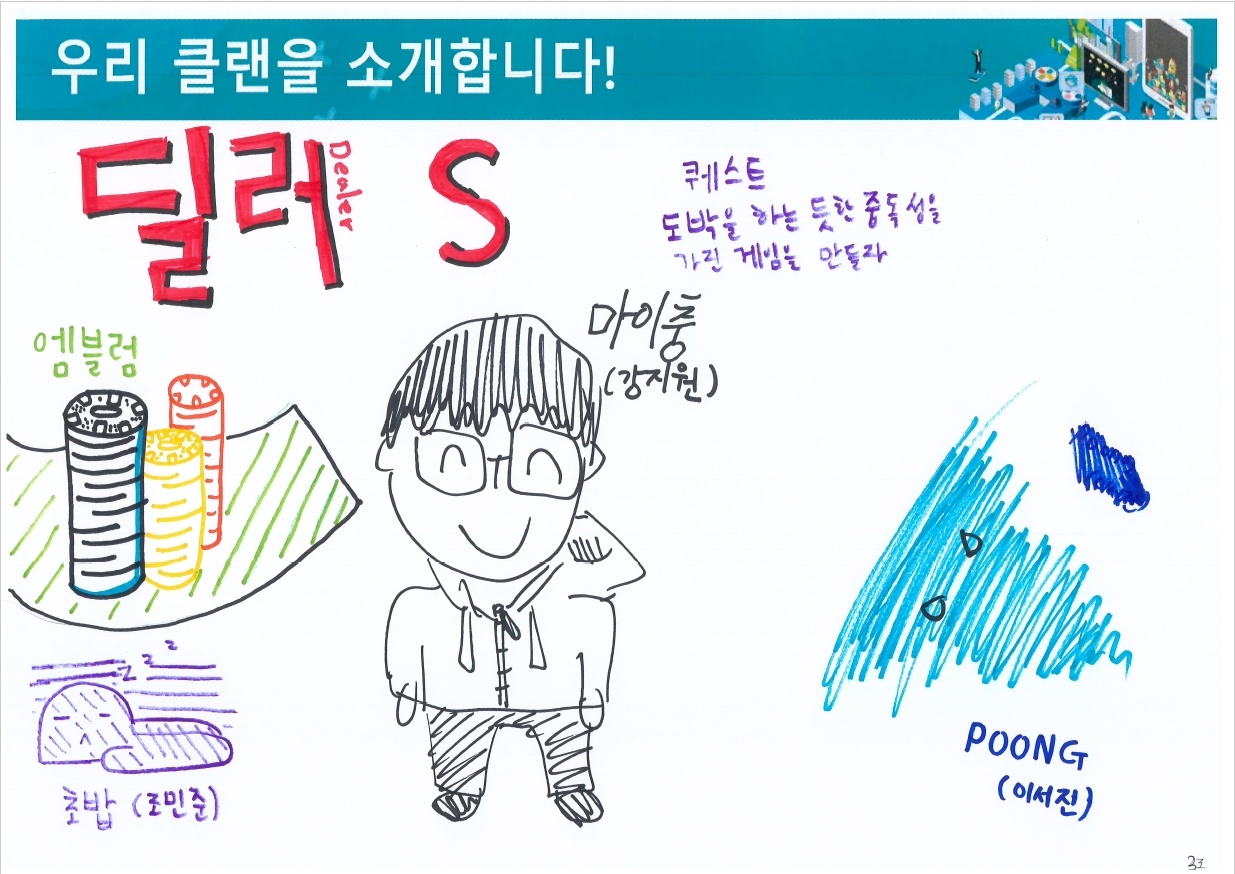 우리 클랜을 소개합니다!
딜러 S
Dealer
퀘스트
도박을 하는 듯한 중독성을
가진 게임을 만들라
마이쭝
(강지원)
엠블럼
z z z
초밥 (조민준)
POONG
(이서진)